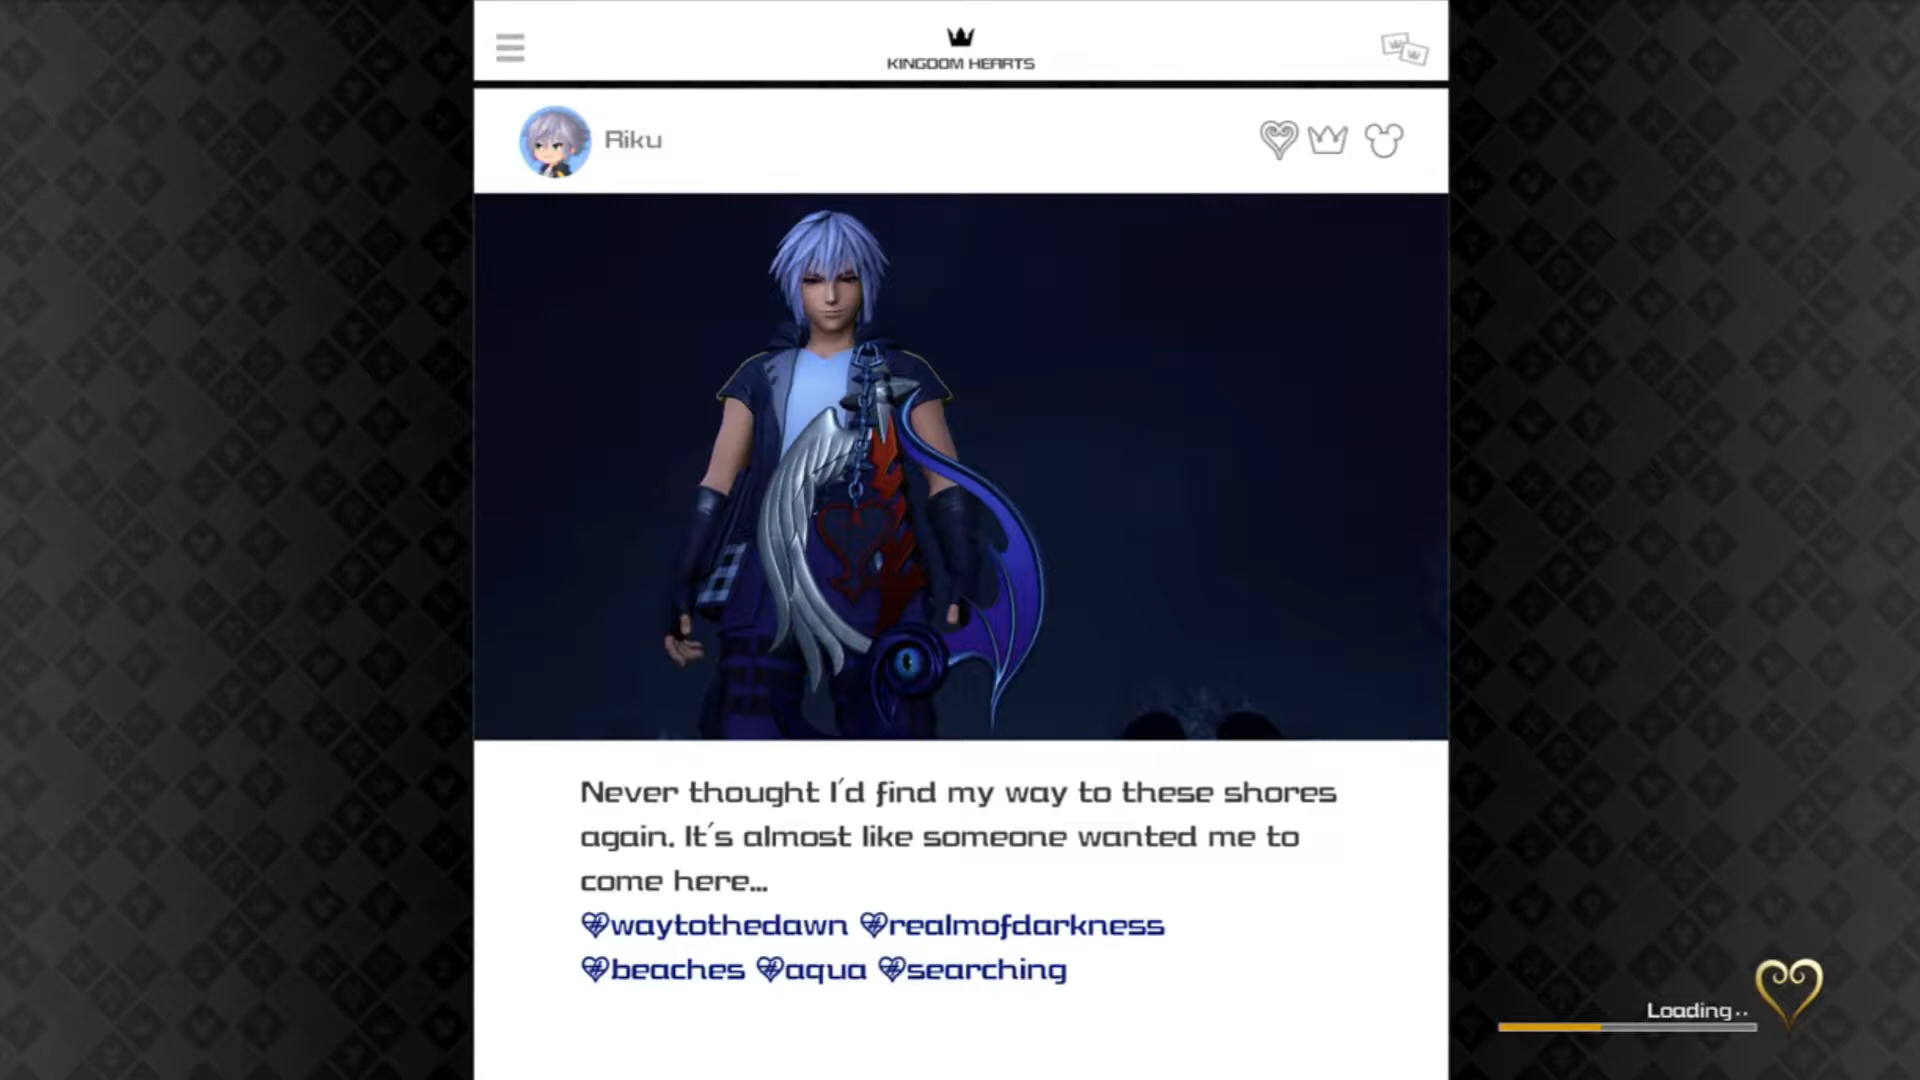 KINGDOM HEARTS
Riku
Never thought I'd find my way to these shores
again. It's almost like someone wanted me to
come here...
#waytothedawn #realmofdarkness
#beaches #aqua #searching
Loading..